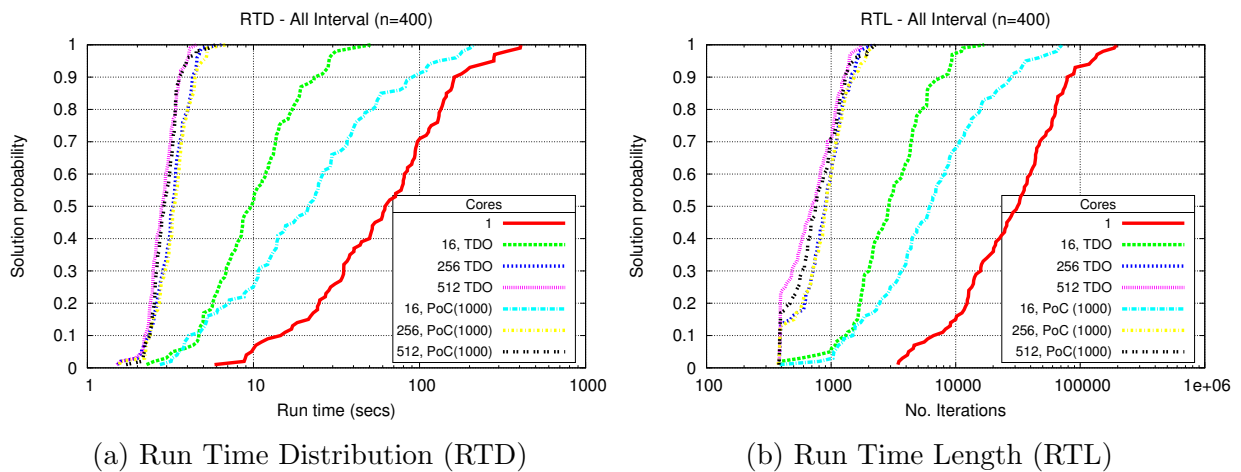 RTD - All Interval (n=400)
Solution probability
1
0.9
0.8
0.7
0.6
0.5
0.4
0.3
0.2
0.1
0
1
10
100
1000
Run time (secs)
Cores
1
16, TDO
256 TDO
512 TDO
16, PoC(1000)
256, PoC(1000)
512, PoC(1000)
(a) Run Time Distribution (RTD)
RTL - All Interval (n=400)
Solution probability
1
0.9
0.8
0.7
0.6
0.5
0.4
0.3
0.2
0.1
0
100
1000
10000
100000
1e+06
No. Iterations
Cores
1
16, TDO
256 TDO
512 TDO
16, PoC(1000)
256, PoC (1000)
512, PoC(1000)
(b) Run Time Length (RTL)